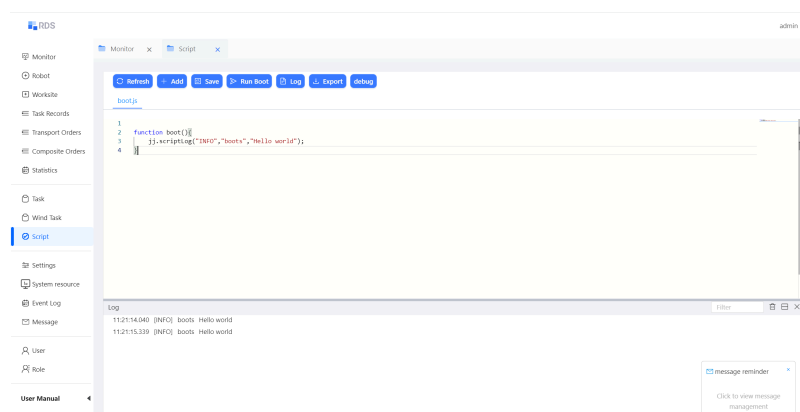 RDS
admin
Monitor
Robot
Worksite
Task Records
Transport Orders
Composite Orders
Statistics
Task
Wind Task
Script
Settings
System resource
Event Log
Message
User
Role
User Manual
Monitor x Script x
Refresh + Add Save Run Boot Log Export debug
boot.js
1
2 function boot(){
3 jj.scriptLog("INFO","boots","Hello world");
4 }
Log
Filter
11:21:14.040 [INFO] boots Hello world
11:21:15.339 [INFO] boots Hello world
message reminder ×
Click to view message
management